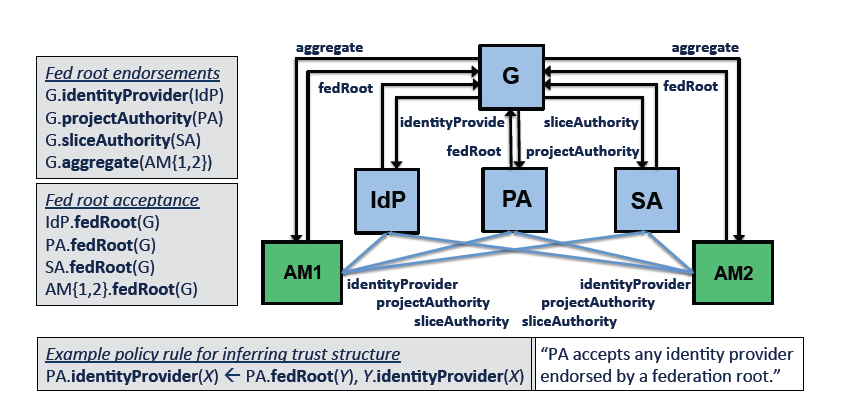 aggregate
aggregate
G
fedRoot
fedRoot
identityProvide
sliceAuthority
fedRoot
projectAuthority
IdP
PA
SA
AM1
AM2
identityProvider
projectAuthority
sliceAuthority
identityProvider
projectAuthority
sliceAuthority
Fed root endorsements
G.identityProvider(IdP)
G.projectAuthority(PA)
G.sliceAuthority(SA)
G.aggregate(AM{1,2})
Fed root acceptance
IdP.fedRoot(G)
PA.fedRoot(G)
SA.fedRoot(G)
AM{1,2}.fedRoot(G)
Example policy rule for inferring trust structure
PA.identityProvider(X) ← PA.fedRoot(Y), Y.identityProvider(X)
“PA accepts any identity provider
endorsed by a federation root.”